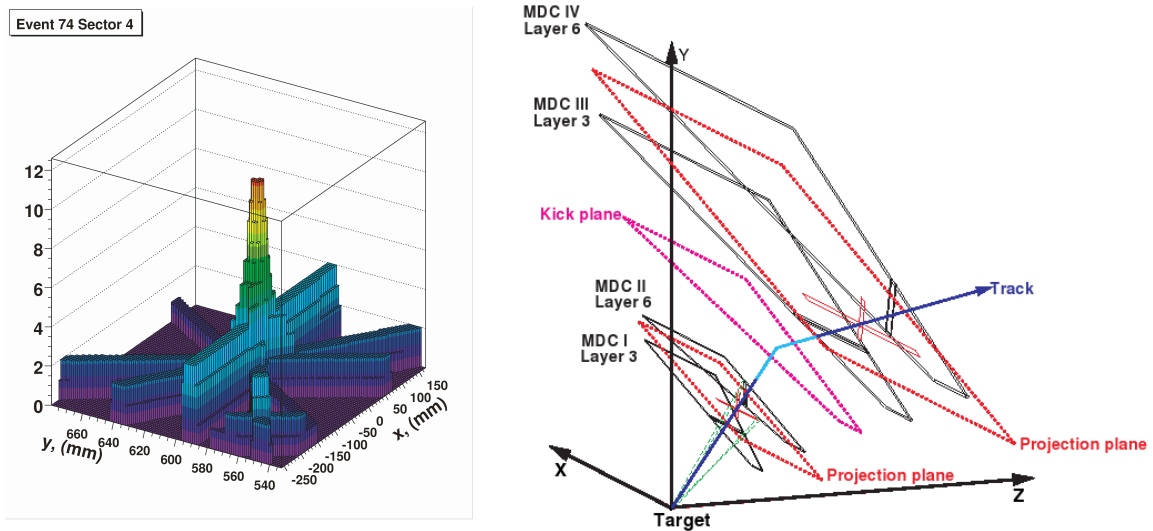 Event 74 Sector 4
12
10
8
6
4
2
0
660
640
620
600
580
560
540
y, (mm)
-250
-200
-150
-100
-50
0
50
100
150
x, (mm)
MDC IV
Layer 6
Y
MDC III
Layer 3
Kick plane
MDC II
Layer 6
MDC I
Layer 3
Track
Projection plane
Projection plane
X
Z
Target